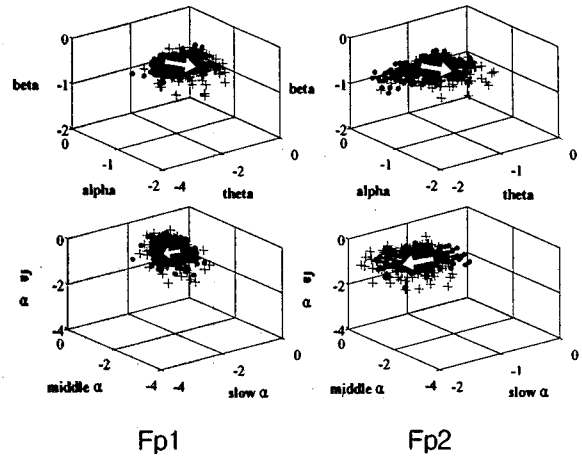 0 0
beta beta
-1 -1
-2 -2
0 0 0 0
-1 -2 -1 -1
alpha -2 -4 theta alpha -2 -2 theta
0 0
α α
-2 -2
-4 -4
0 0 0 0
-2 -2 -2 -1
middle α -4 -4 slow α middle α -4 -2 slow α
Fp1 Fp2